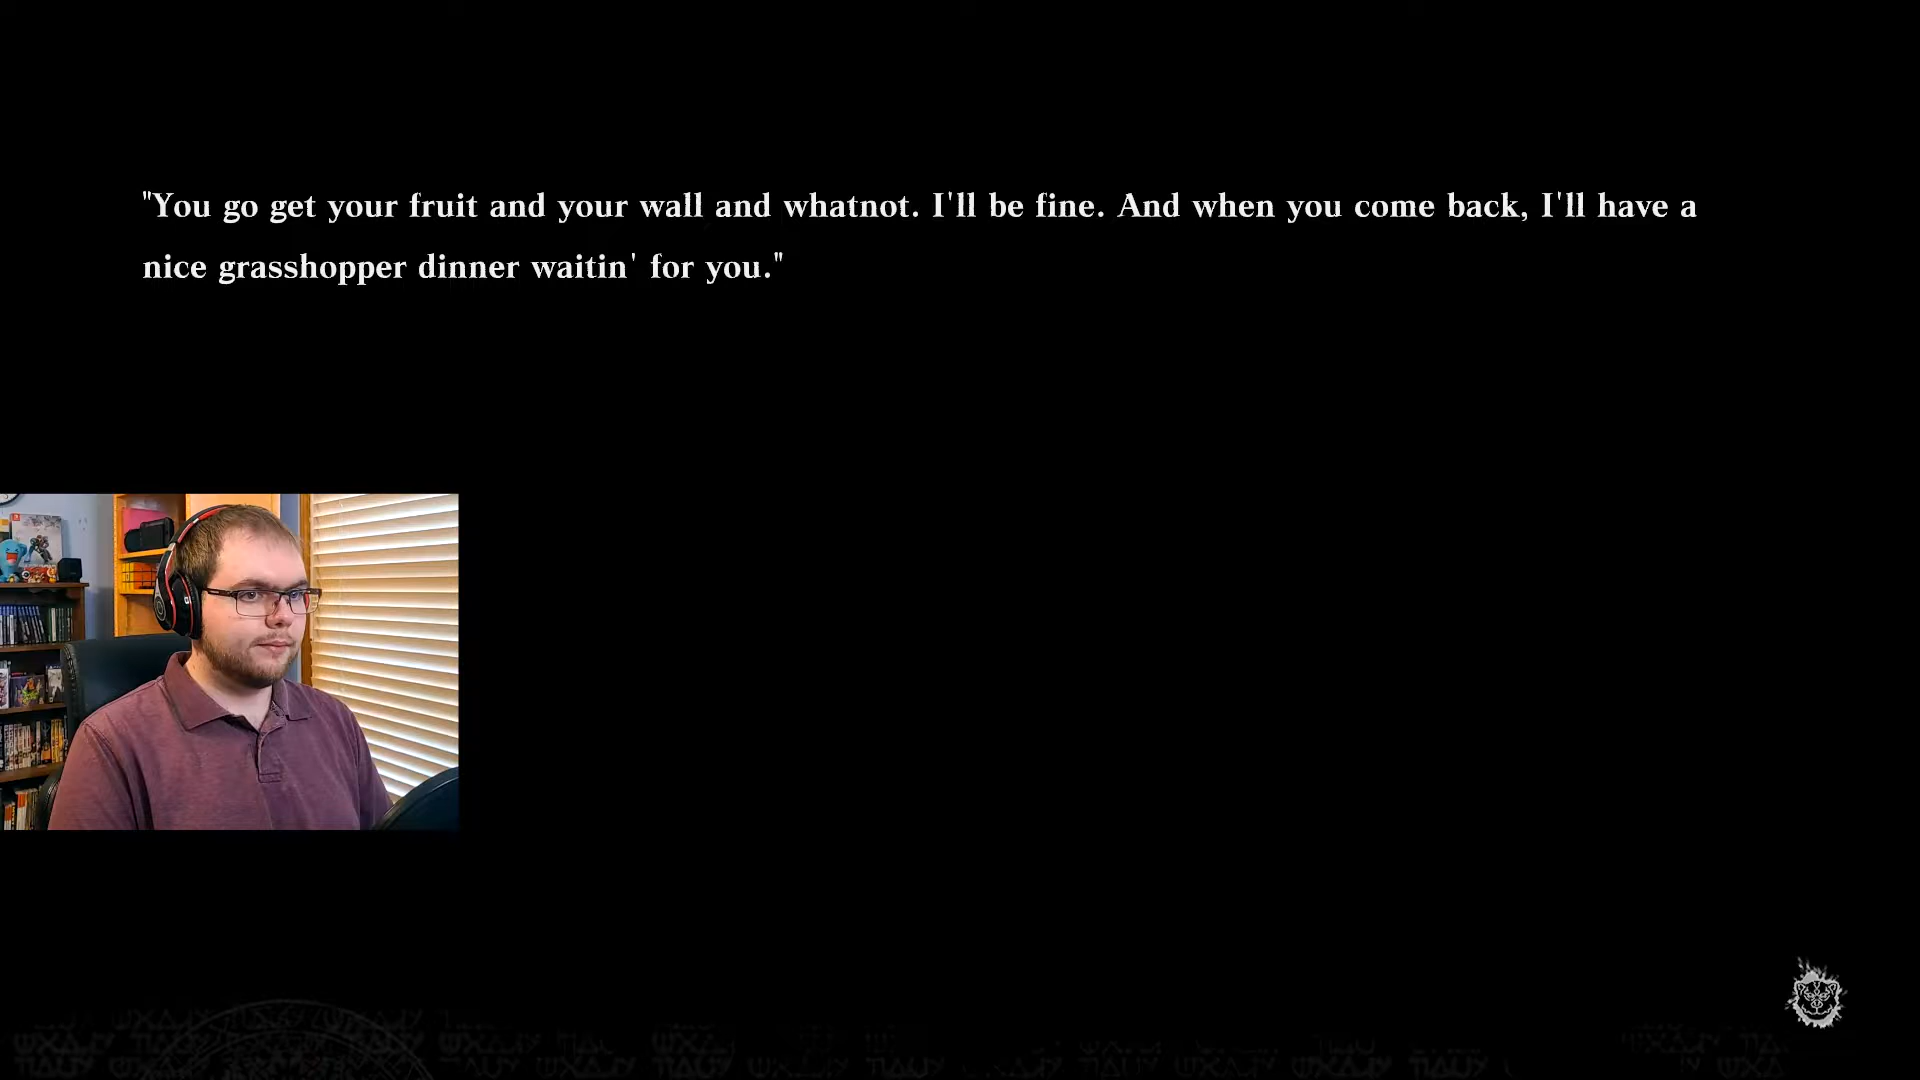 "You go get your fruit and your wall and whatnot. I'll be fine. And when you come back, I'll have a
nice grasshopper dinner waitin' for you."